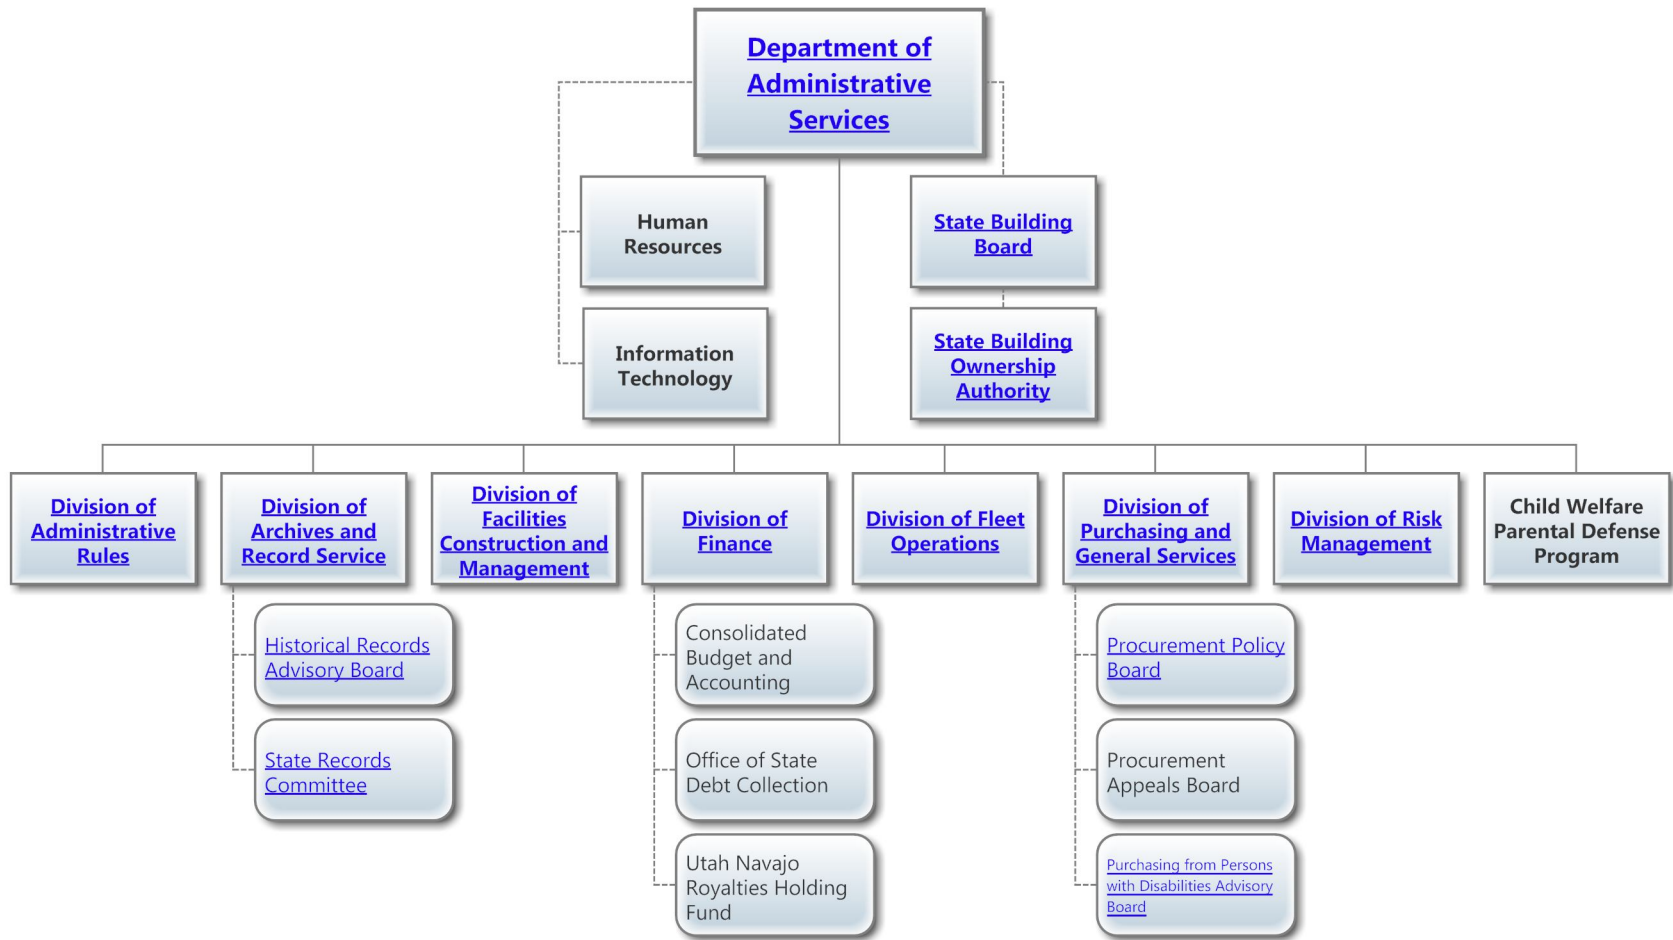 Department of
Administrative
Services
Human
Resources
State Building
Board
Information
Technology
State Building
Ownership
Authority
Division of
Administrative
Rules
Division of
Archives and
Record Service
Division of
Facilities
Construction and
Management
Division of
Finance
Division of Fleet
Operations
Division of
Purchasing and
General Services
Division of Risk
Management
Child Welfare
Parental Defense
Program
Historical Records
Advisory Board
State Records
Committee
Consolidated
Budget and
Accounting
Office of State
Debt Collection
Utah Navajo
Royalties Holding
Fund
Procurement Policy
Board
Procurement
Appeals Board
Purchasing from Persons
with Disabilities Advisory
Board